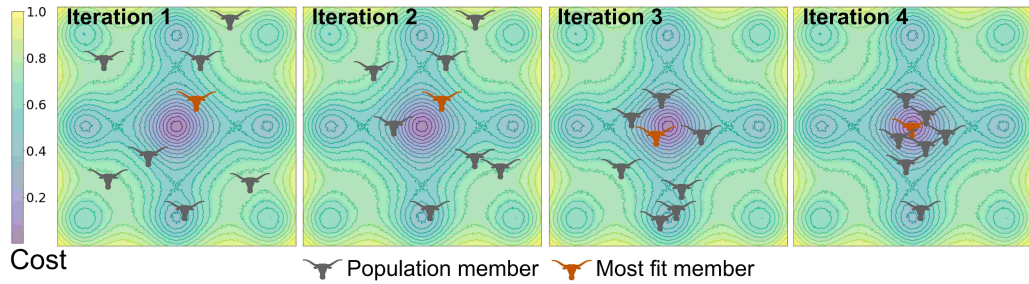 Iteration 1
Iteration 2
Iteration 3
Iteration 4
1.0
0.8
0.6
0.4
0.2
Cost
Population member
Most fit member